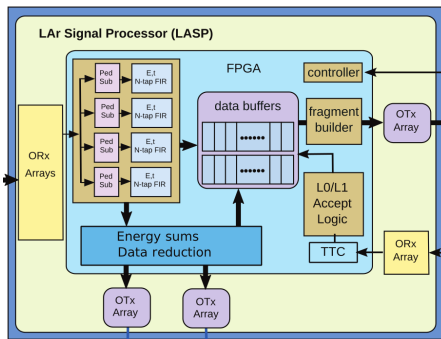 LAr Signal Processor (LASP)
FPGA
Ped
Sub
E,t
N-tap FIR
Ped
Sub
E,t
N-tap FIR
Ped
Sub
E,t
N-tap FIR
Ped
Sub
E,t
N-tap FIR
ORx
Arrays
data buffers
controller
fragment
builder
OTx
Array
L0/L1
Accept
Logic
TTC
ORx
Array
Energy sums
Data reduction
OTx
Array
OTx
Array